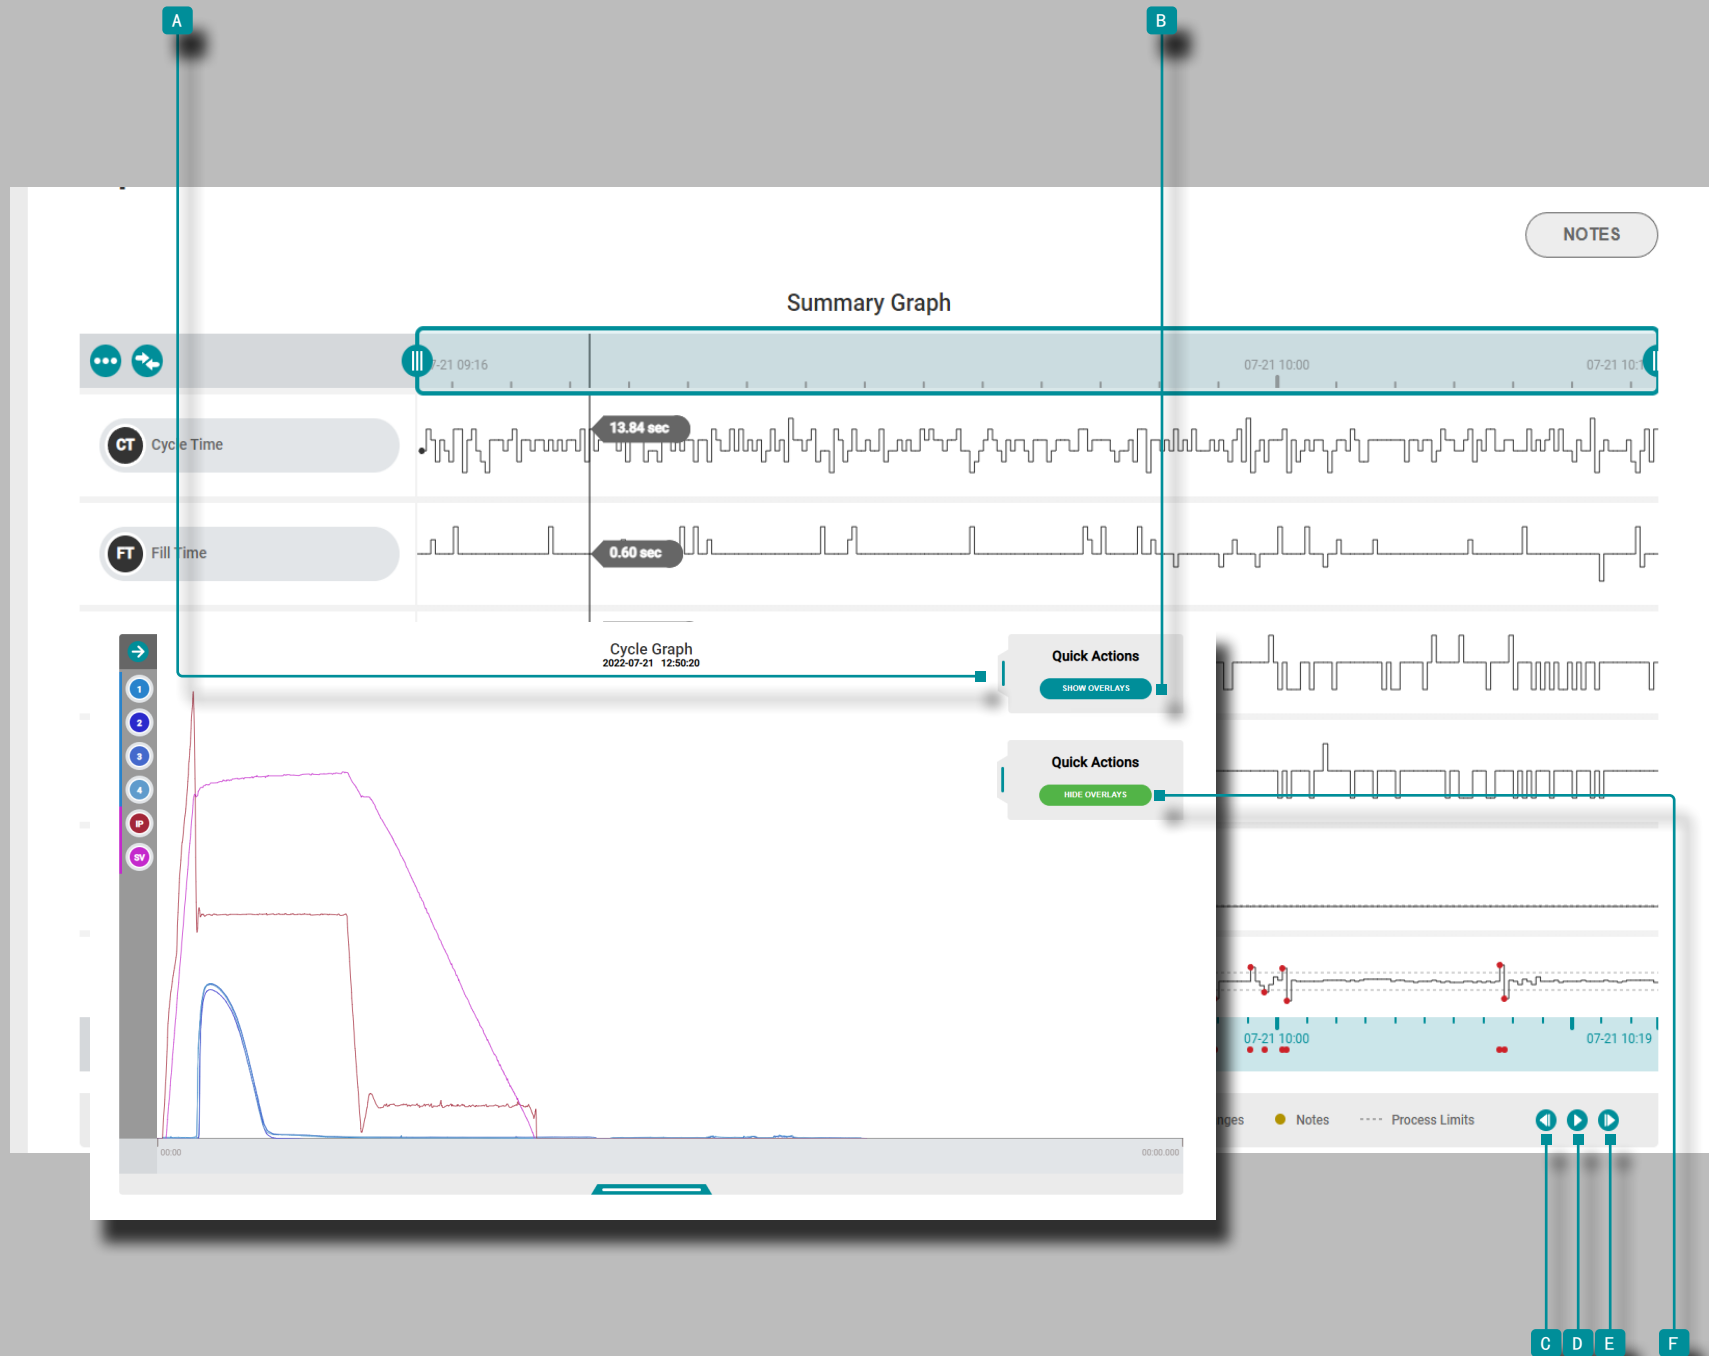 A
B
NOTES
Summary Graph
7-21 09:16
07-21 10:00
07-21 10:1
CT Cycle Time
13.84 sec
FT Fill Time
0.60 sec
Cycle Graph
2022-07-21 12:50:20
Quick Actions
SHOW OVERLAYS
Quick Actions
HIDE OVERLAYS
1
2
3
4
IP
SV
00:00
00:00.000
07-21 10:00
07-21 10:19
nges
Notes
Process Limits
C
D
E
F